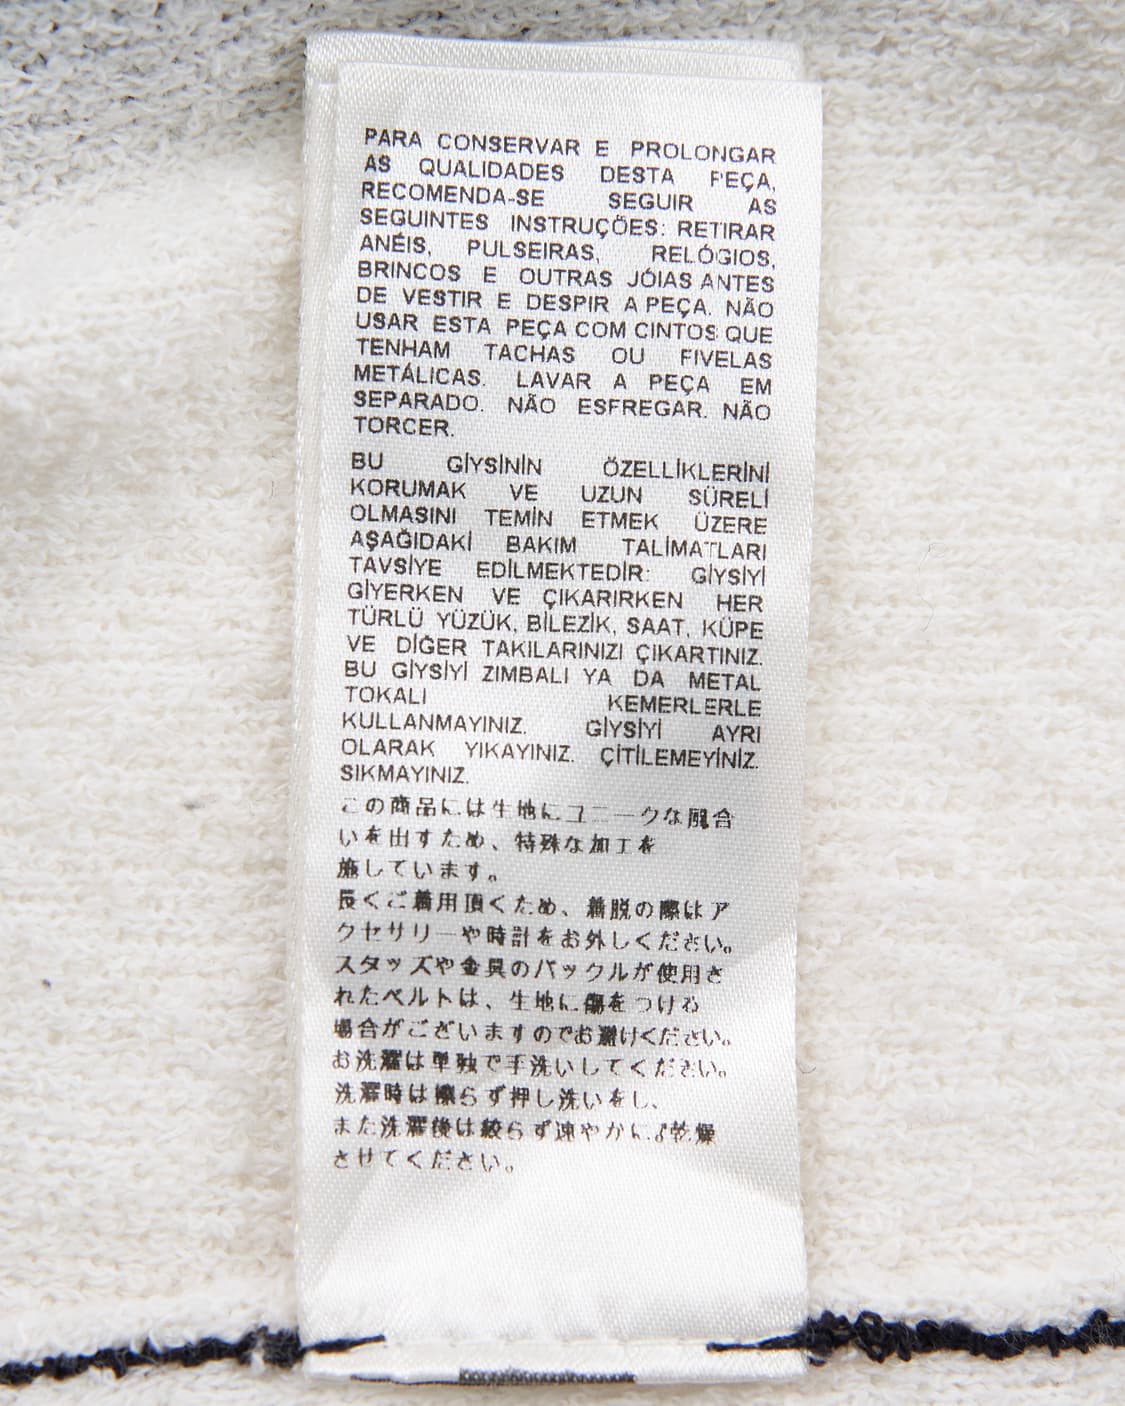 PARA CONSERVAR E PROLONGAR
AS QUALIDADES DESTA PEÇA,
RECOMENDA-SE SEGUIR AS
SEGUINTES INSTRUÇÕES: RETIRAR
ANÉIS, PULSEIRAS, RELÓGIOS,
BRINCOS E OUTRAS JÓIAS ANTES
DE VESTIR E DESPIR A PEÇA. NÃO
USAR ESTA PEÇA COM CINTOS QUE
TENHAM TACHAS OU FIVELAS
METÁLICAS. LAVAR A PEÇA EM
SEPARADO. NÃO ESFREGAR. NÃO
TORCER.
BU GİYSİNİN ÖZELLİKLERİNİ
KORUMAK VE UZUN SÜRELİ
OLMASINI TEMİN ETMEK ÜZERE
AŞAĞIDAKİ BAKIM TALİMATLARI
TAVSİYE EDİLMEKTEDİR: GİYSİYİ
GİYERKEN VE ÇIKARIRKEN HER
TÜRLÜ YÜZÜK, BİLEZİK, SAAT, KÜPE
VE DİĞER TAKILARINIZI ÇIKARTINIZ.
BU GİYSİYİ ZIMBALI YA DA METAL
TOKALI KEMERLERLE
KULLANMAYINIZ. GİYSİYİ AYRI
OLARAK YIKAYINIZ. ÇİTİLEMEYİNİZ.
SIKMAYINIZ.
この商品には生地にユニークな風合
いを出すため、特殊な加工を
施しています。
長くご着用頂くため、着脱の際はア
クセサリーや時計をお外しください。
スタッズや金具のバックルが使用さ
れたベルトは、生地に傷をつける
場合がございますのでお避けください。
お洗濯は単独で手洗いしてください。
洗濯時は擦らず押し洗いをし、
また洗濯後は絞らず速やかに乾燥
させてください。